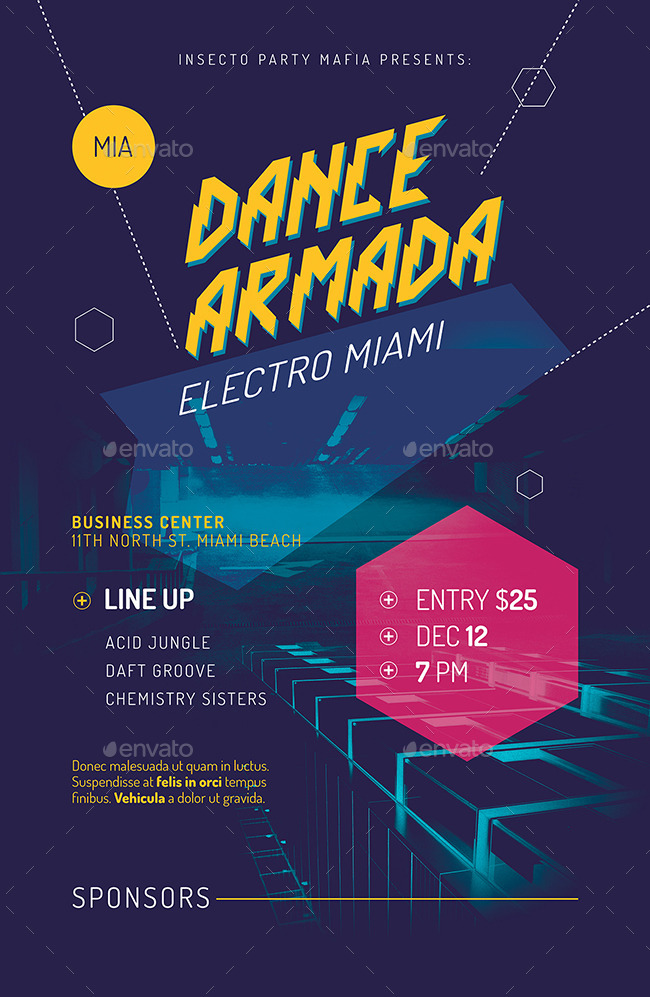 INSECTO PARTY MAFIA PRESENTS:
MIA
DANCE
ARMADA
ELECTRO MIAMI
envato envato
envato envato
BUSINESS CENTER
11TH NORTH ST. MIAMI BEACH
LINE UP
ACID JUNGLE
DAFT GROOVE
CHEMISTRY SISTERS
ENTRY $25
DEC 12
7 PM
envato envato
Donec malesuada ut quam in luctus.
Suspendisse at felis in orci tempus
finibus. Vehicula a dolor ut gravida.
SPONSORS